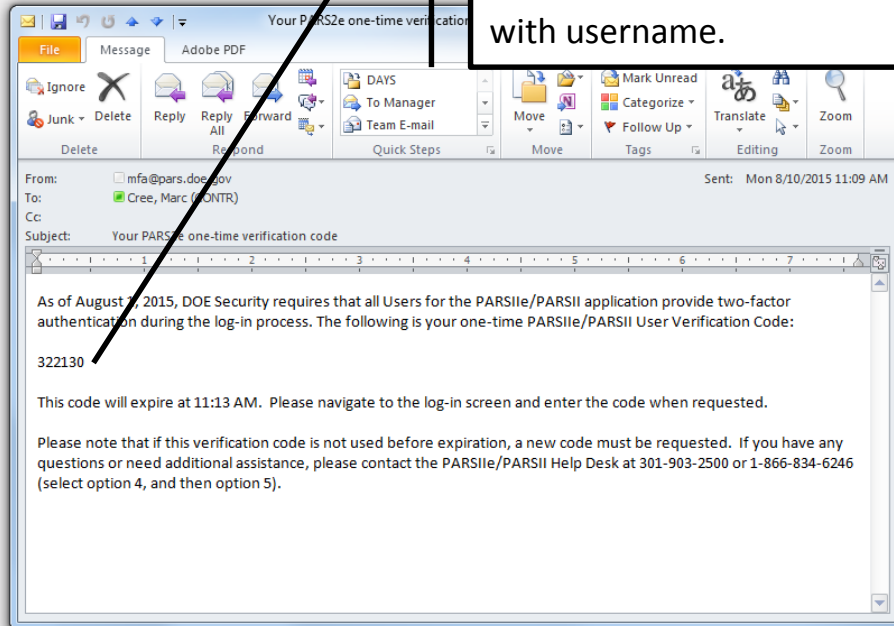 with username.
Your PARS2e one-time verification
File Message Adobe PDF
Ignore
Junk
Delete
Reply
Reply All
Forward
DAYS
To Manager
Team E-mail
Move
Mark Unread
Categorize
Follow Up
Translate
Zoom
Delete Respond Quick Steps Move Tags Editing Zoom
From: mfa@pars.doe.gov Sent: Mon 8/10/2015 11:09 AM
To: Cree, Marc (CONTR)
Cc:
Subject: Your PARS2e one-time verification code
1 2 3 4 5 6 7
As of August 1, 2015, DOE Security requires that all Users for the PARSIIe/PARSII application provide two-factor
authentication during the log-in process. The following is your one-time PARSIIe/PARSII User Verification Code:
322130
This code will expire at 11:13 AM. Please navigate to the log-in screen and enter the code when requested.
Please note that if this verification code is not used before expiration, a new code must be requested. If you have any
questions or need additional assistance, please contact the PARSIIe/PARSII Help Desk at 301-903-2500 or 1-866-834-6246
(select option 4, and then option 5).